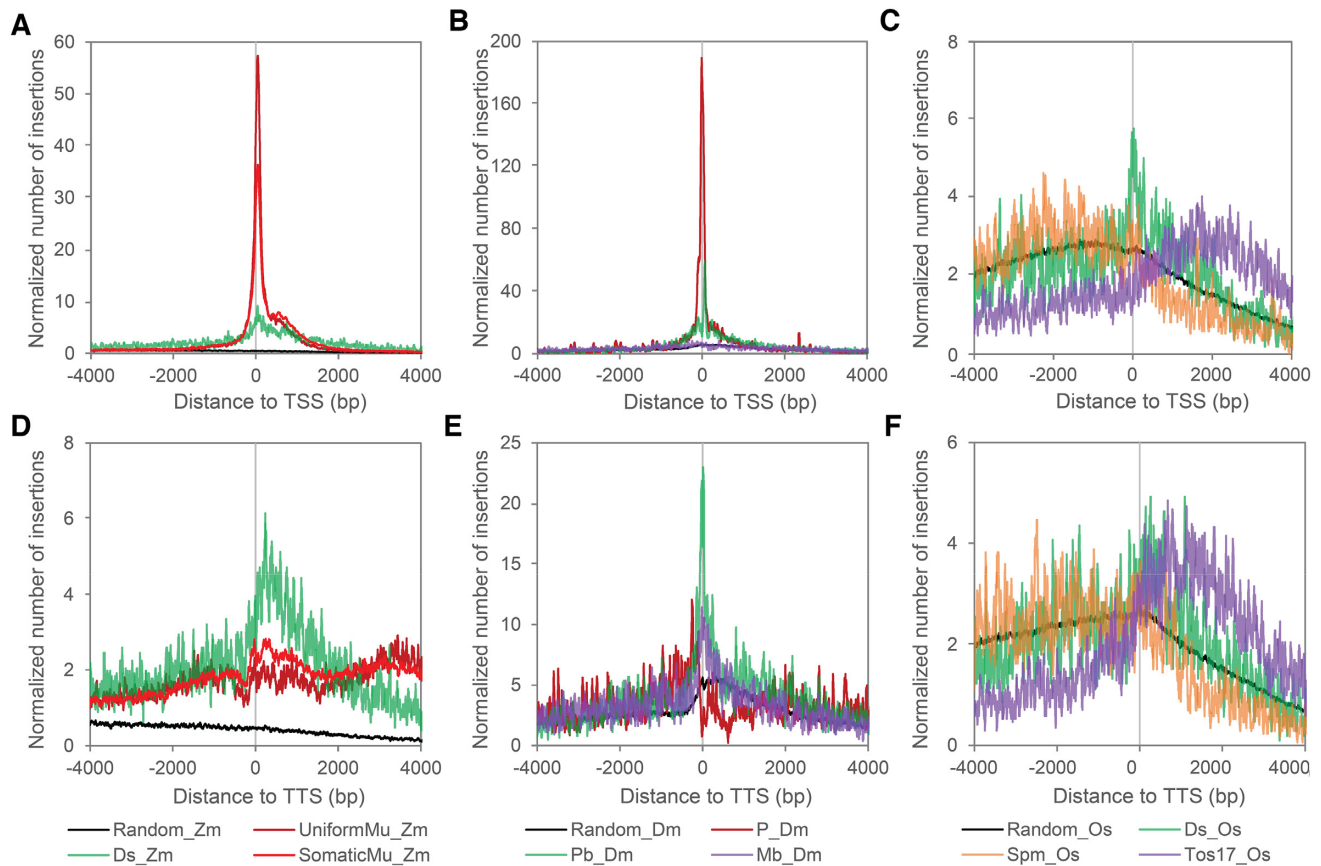 A
Normalized number of insertions
60
50
40
30
20
10
0
-4000 -2000 0 2000 4000
Distance to TSS (bp)
B
Normalized number of insertions
200
160
120
80
40
0
-4000 -2000 0 2000 4000
Distance to TSS (bp)
C
Normalized number of insertions
8
6
4
2
0
-4000 -2000 0 2000 4000
Distance to TSS (bp)
D
Normalized number of insertions
8
6
4
2
0
-4000 -2000 0 2000 4000
Distance to TTS (bp)
E
Normalized number of insertions
25
20
15
10
5
0
-4000 -2000 0 2000 4000
Distance to TTS (bp)
F
Normalized number of insertions
6
4
2
0
-4000 -2000 0 2000 4000
Distance to TTS (bp)
Random_Zm UniformMu_Zm
Ds_Zm SomaticMu_Zm
Random_Dm P_Dm
Pb_Dm Mb_Dm
Random_Os Ds_Os
Spm_Os Tos17_Os